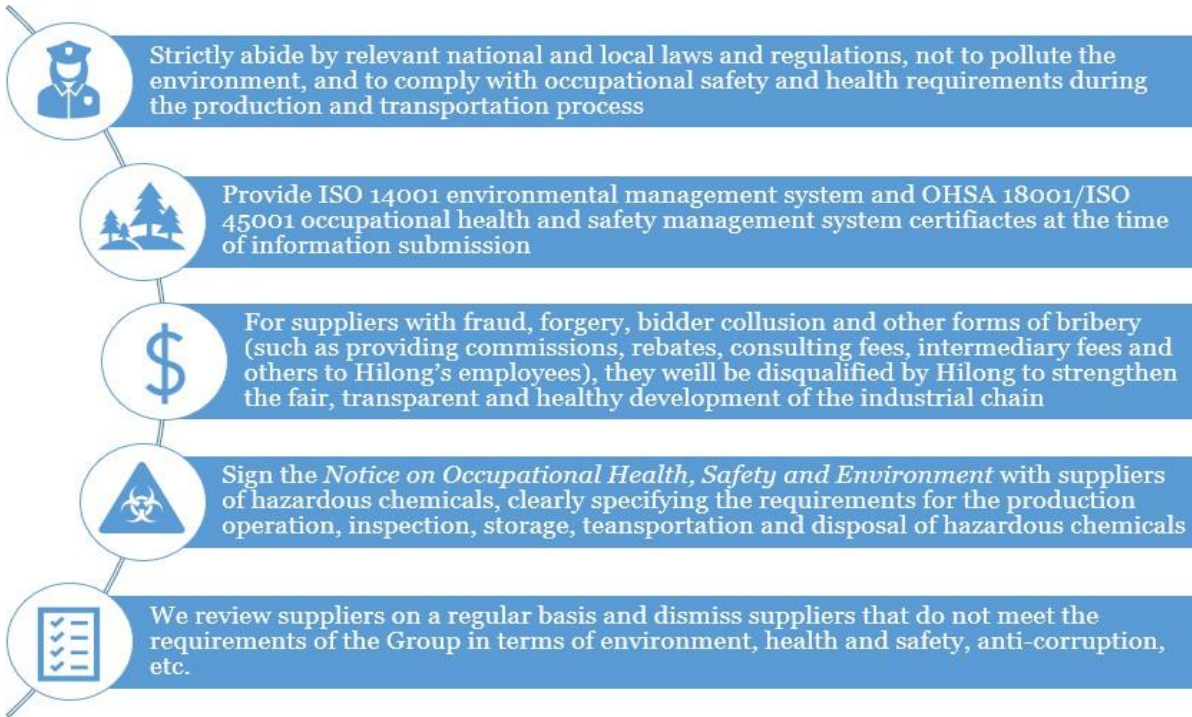 Strictly abide by relevant national and local laws and regulations, not to pollute the
environment, and to comply with occupational safety and health requirements during
the production and transportation process
Provide ISO 14001 environmental management system and OHSA 18001/ISO
45001 occupational health and safety management system certifiactes at the time
of information submission
For suppliers with fraud, forgery, bidder collusion and other forms of bribery
(such as providing commissions, rebates, consulting fees, intermediary fees and
others to Hilong's employees), they weill be disqualified by Hilong to strengthen
the fair, transparent and healthy development of the industrial chain
Sign the Notice on Occupational Health, Safety and Environment with suppliers
of hazardous chemicals, clearly specifying the requirements for the production
operation, inspection, storage, teansportation and disposal of hazardous chemicals
We review suppliers on a regular basis and dismiss suppliers that do not meet the
requirements of the Group in terms of environment, health and safety, anti-corruption,
etc.